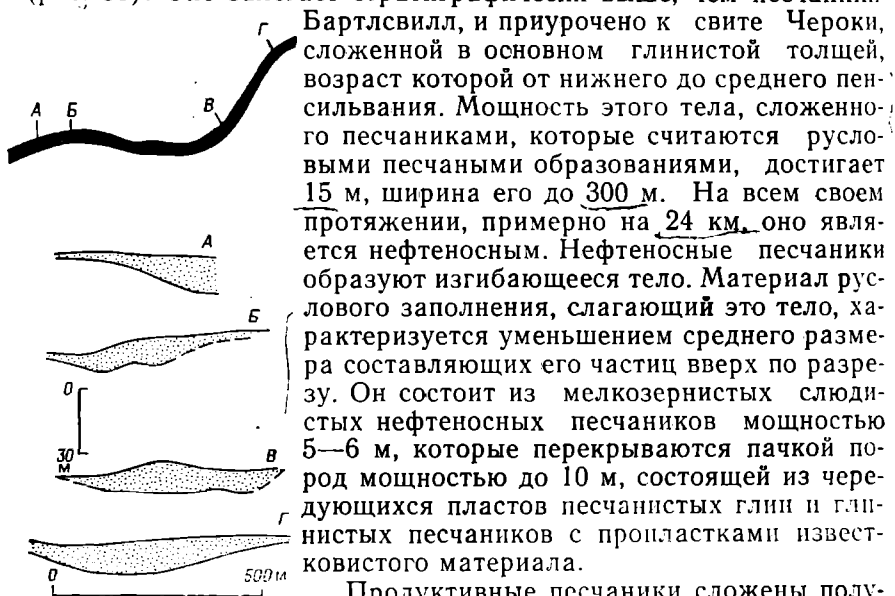 Бартлсвилл, и приурочено к свите Чероки,
сложенной в основном глинистой толщей,
возраст которой от нижнего до среднего пен-
сильвания. Мощность этого тела, сложенно-
го песчаниками, которые считаются русло-
выми песчаными образованиями, достигает
15 м, ширина его до 300 м. На всем своем
протяжении, примерно на 24 км, оно явля-
ется нефтеносным. Нефтеносные песчаники
образуют изгибающееся тело. Материал рус-
лового заполнения, слагающий это тело, ха-
рактеризуется уменьшением среднего разме-
ра составляющих его частиц вверх по разре-
зу. Он состоит из мелкозернистых слюди-
стых нефтеносных песчаников мощностью
5—6 м, которые перекрываются пачкой по-
род мощностью до 10 м, состоящей из чере-
дующихся пластов песчанистых глин и гли-
нистых песчаников с пропластками извест-
ковистого материала.
Продуктивные песчаники сложены полу-
А Б В Г
А
Б
0
30
м
В
Г
0 500 м